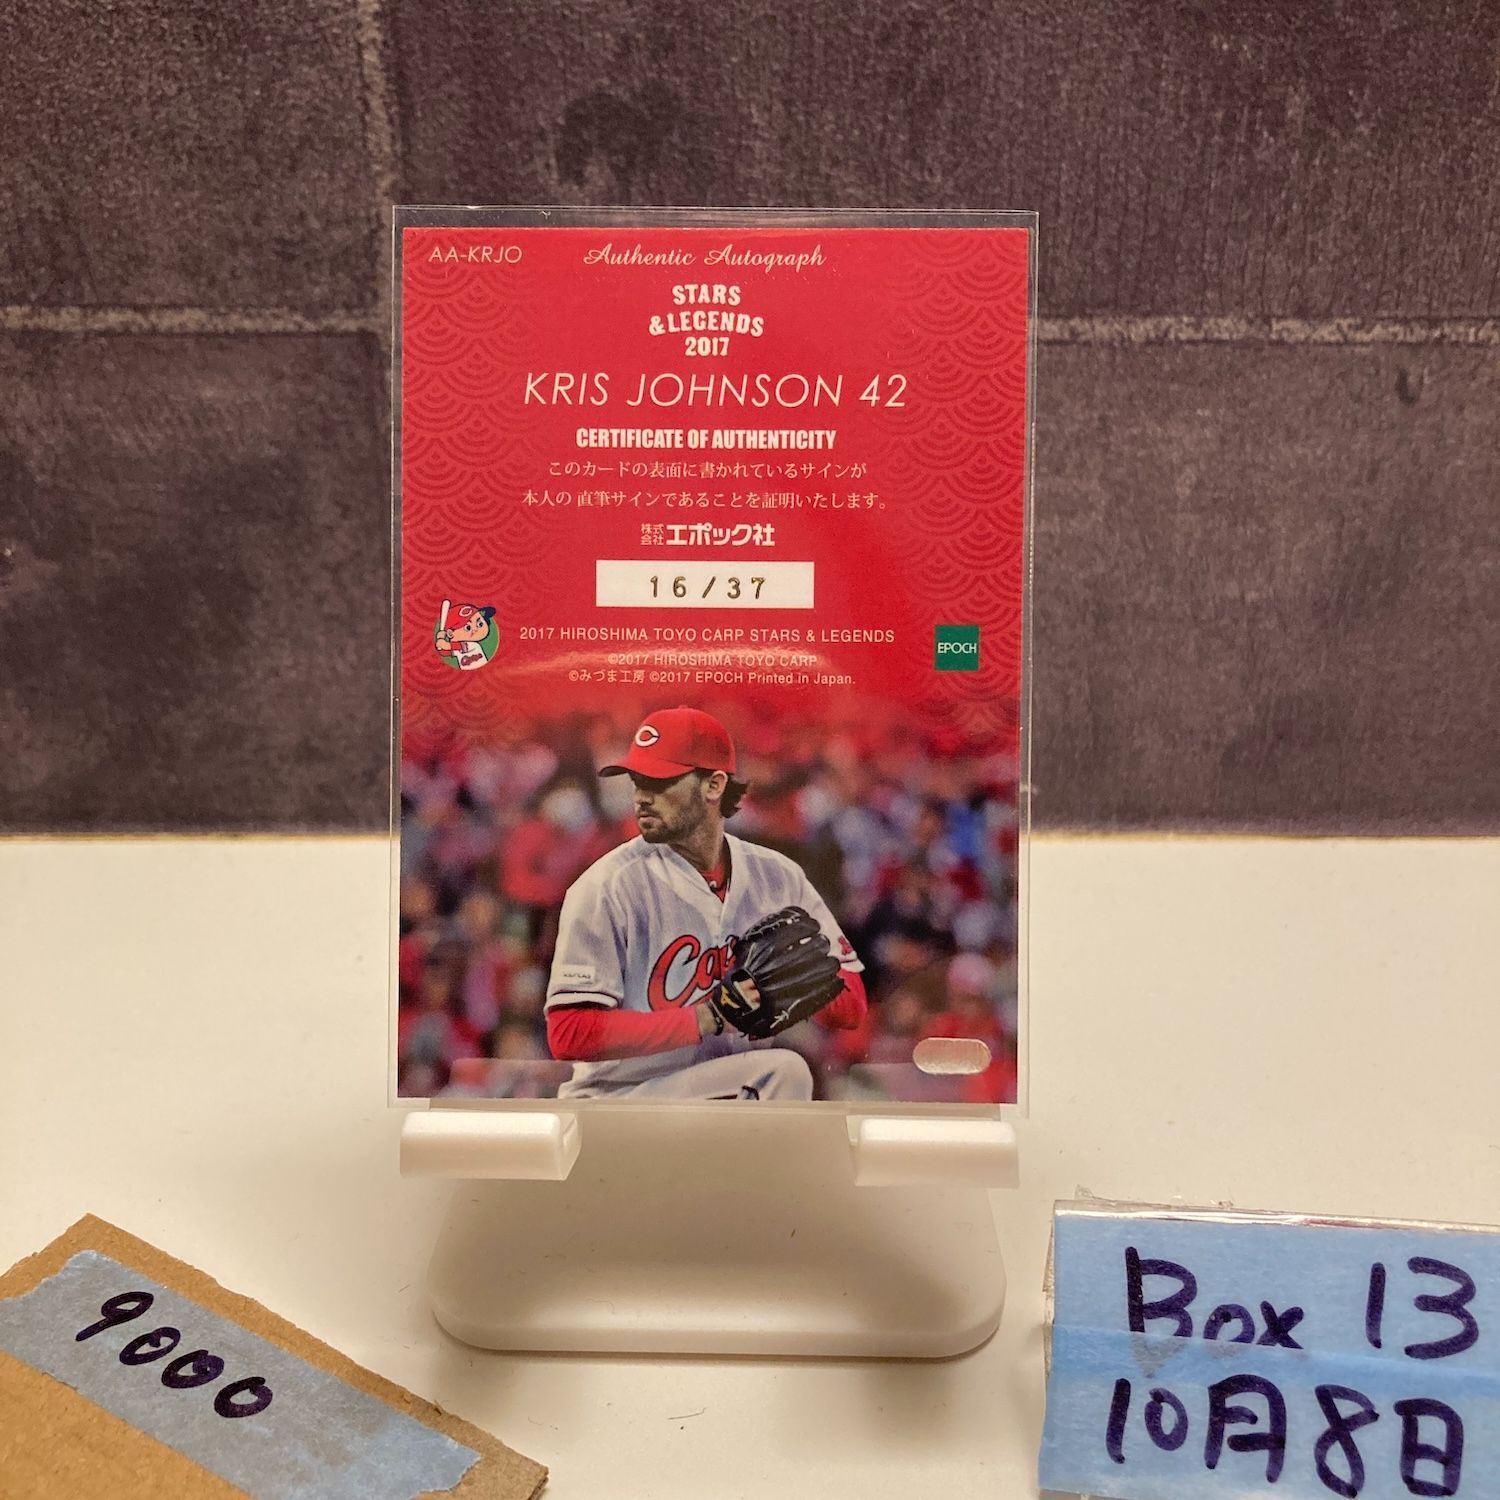 AA-KRJO
Authentic Autograph
STARS
& LEGENDS
2017
KRIS JOHNSON 42
CERTIFICATE OF AUTHENTICITY
このカードの表面に書かれているサインが
本人の 直筆サインであることを証明いたします。
株式会社エポック社
16/37
2017 HIROSHIMA TOYO CARP STARS & LEGENDS
EPOCH
©2017 HIROSHIMA TOYO CARP
©みづま工房 ©2017 EPOCH Printed in Japan.
9000
Box 13
10月8日